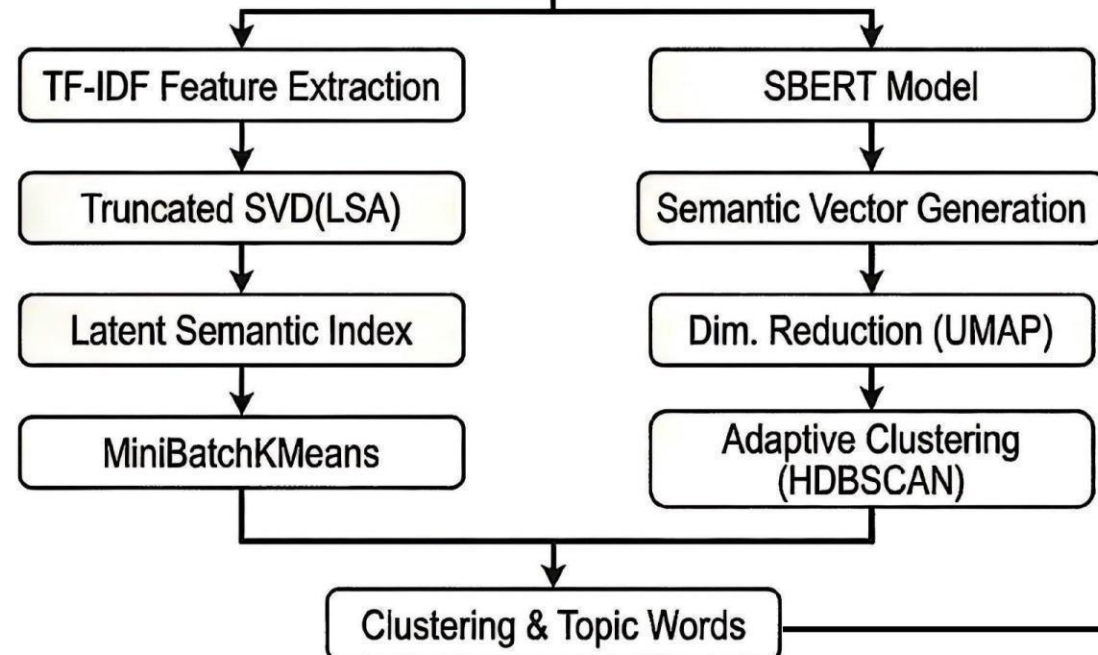 TF-IDF Feature Extraction
SBERT Model
Truncated SVD(LSA)
Semantic Vector Generation
Latent Semantic Index
Dim. Reduction (UMAP)
MiniBatchKMeans
Adaptive Clustering
(HDBSCAN)
Clustering & Topic Words